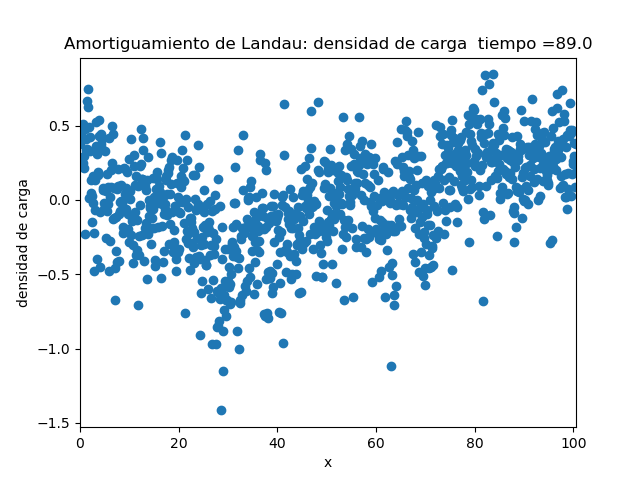 Amortiguamiento de Landau: densidad de carga  tiempo =89.0
densidad de carga
0.5
0.0
−0.5
−1.0
−1.5
0 20 40 60 80 100
x